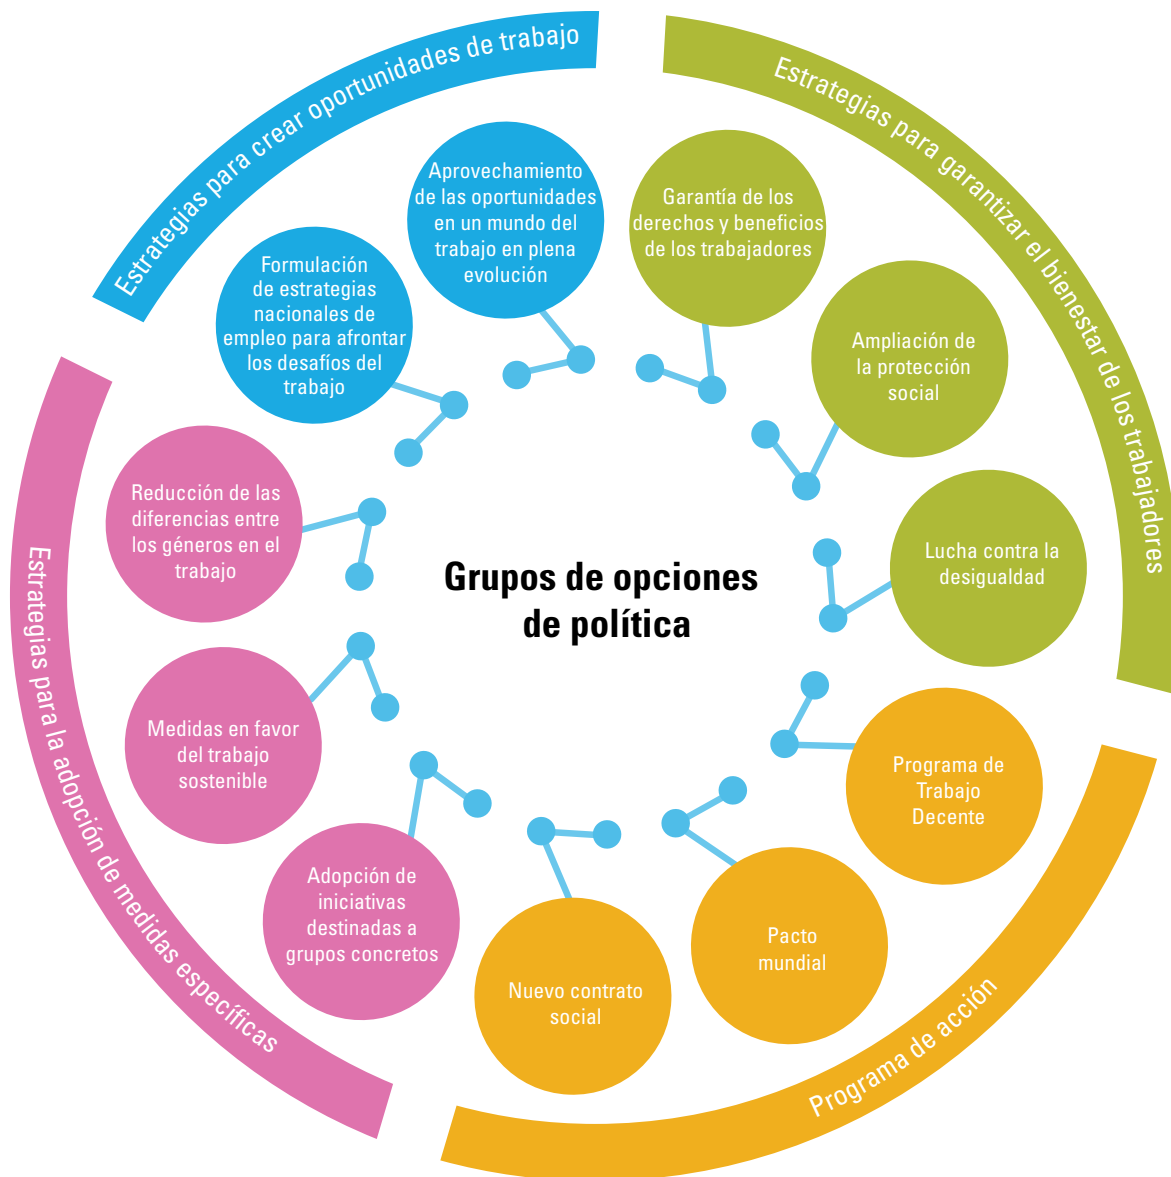 Estrategias para crear oportunidades de trabajo
Aprovechamiento
de las oportunidades
en un mundo del
trabajo en plena
evolución
Formulación
de estrategias
nacionales de
empleo para afrontar
los desafíos del
trabajo
Estrategias para garantizar el bienestar de los trabajadores
Garantía de los
derechos y beneficios
de los trabajadores
Ampliación de
la protección
social
Lucha contra la
desigualdad
Grupos de opciones
de política
Estrategias para la adopción de medidas específicas
Reducción de las
diferencias entre
los géneros en el
trabajo
Medidas en favor
del trabajo
sostenible
Adopción de
iniciativas
destinadas a
grupos concretos
Programa de acción
Programa de
Trabajo
Decente
Pacto
mundial
Nuevo contrato
social